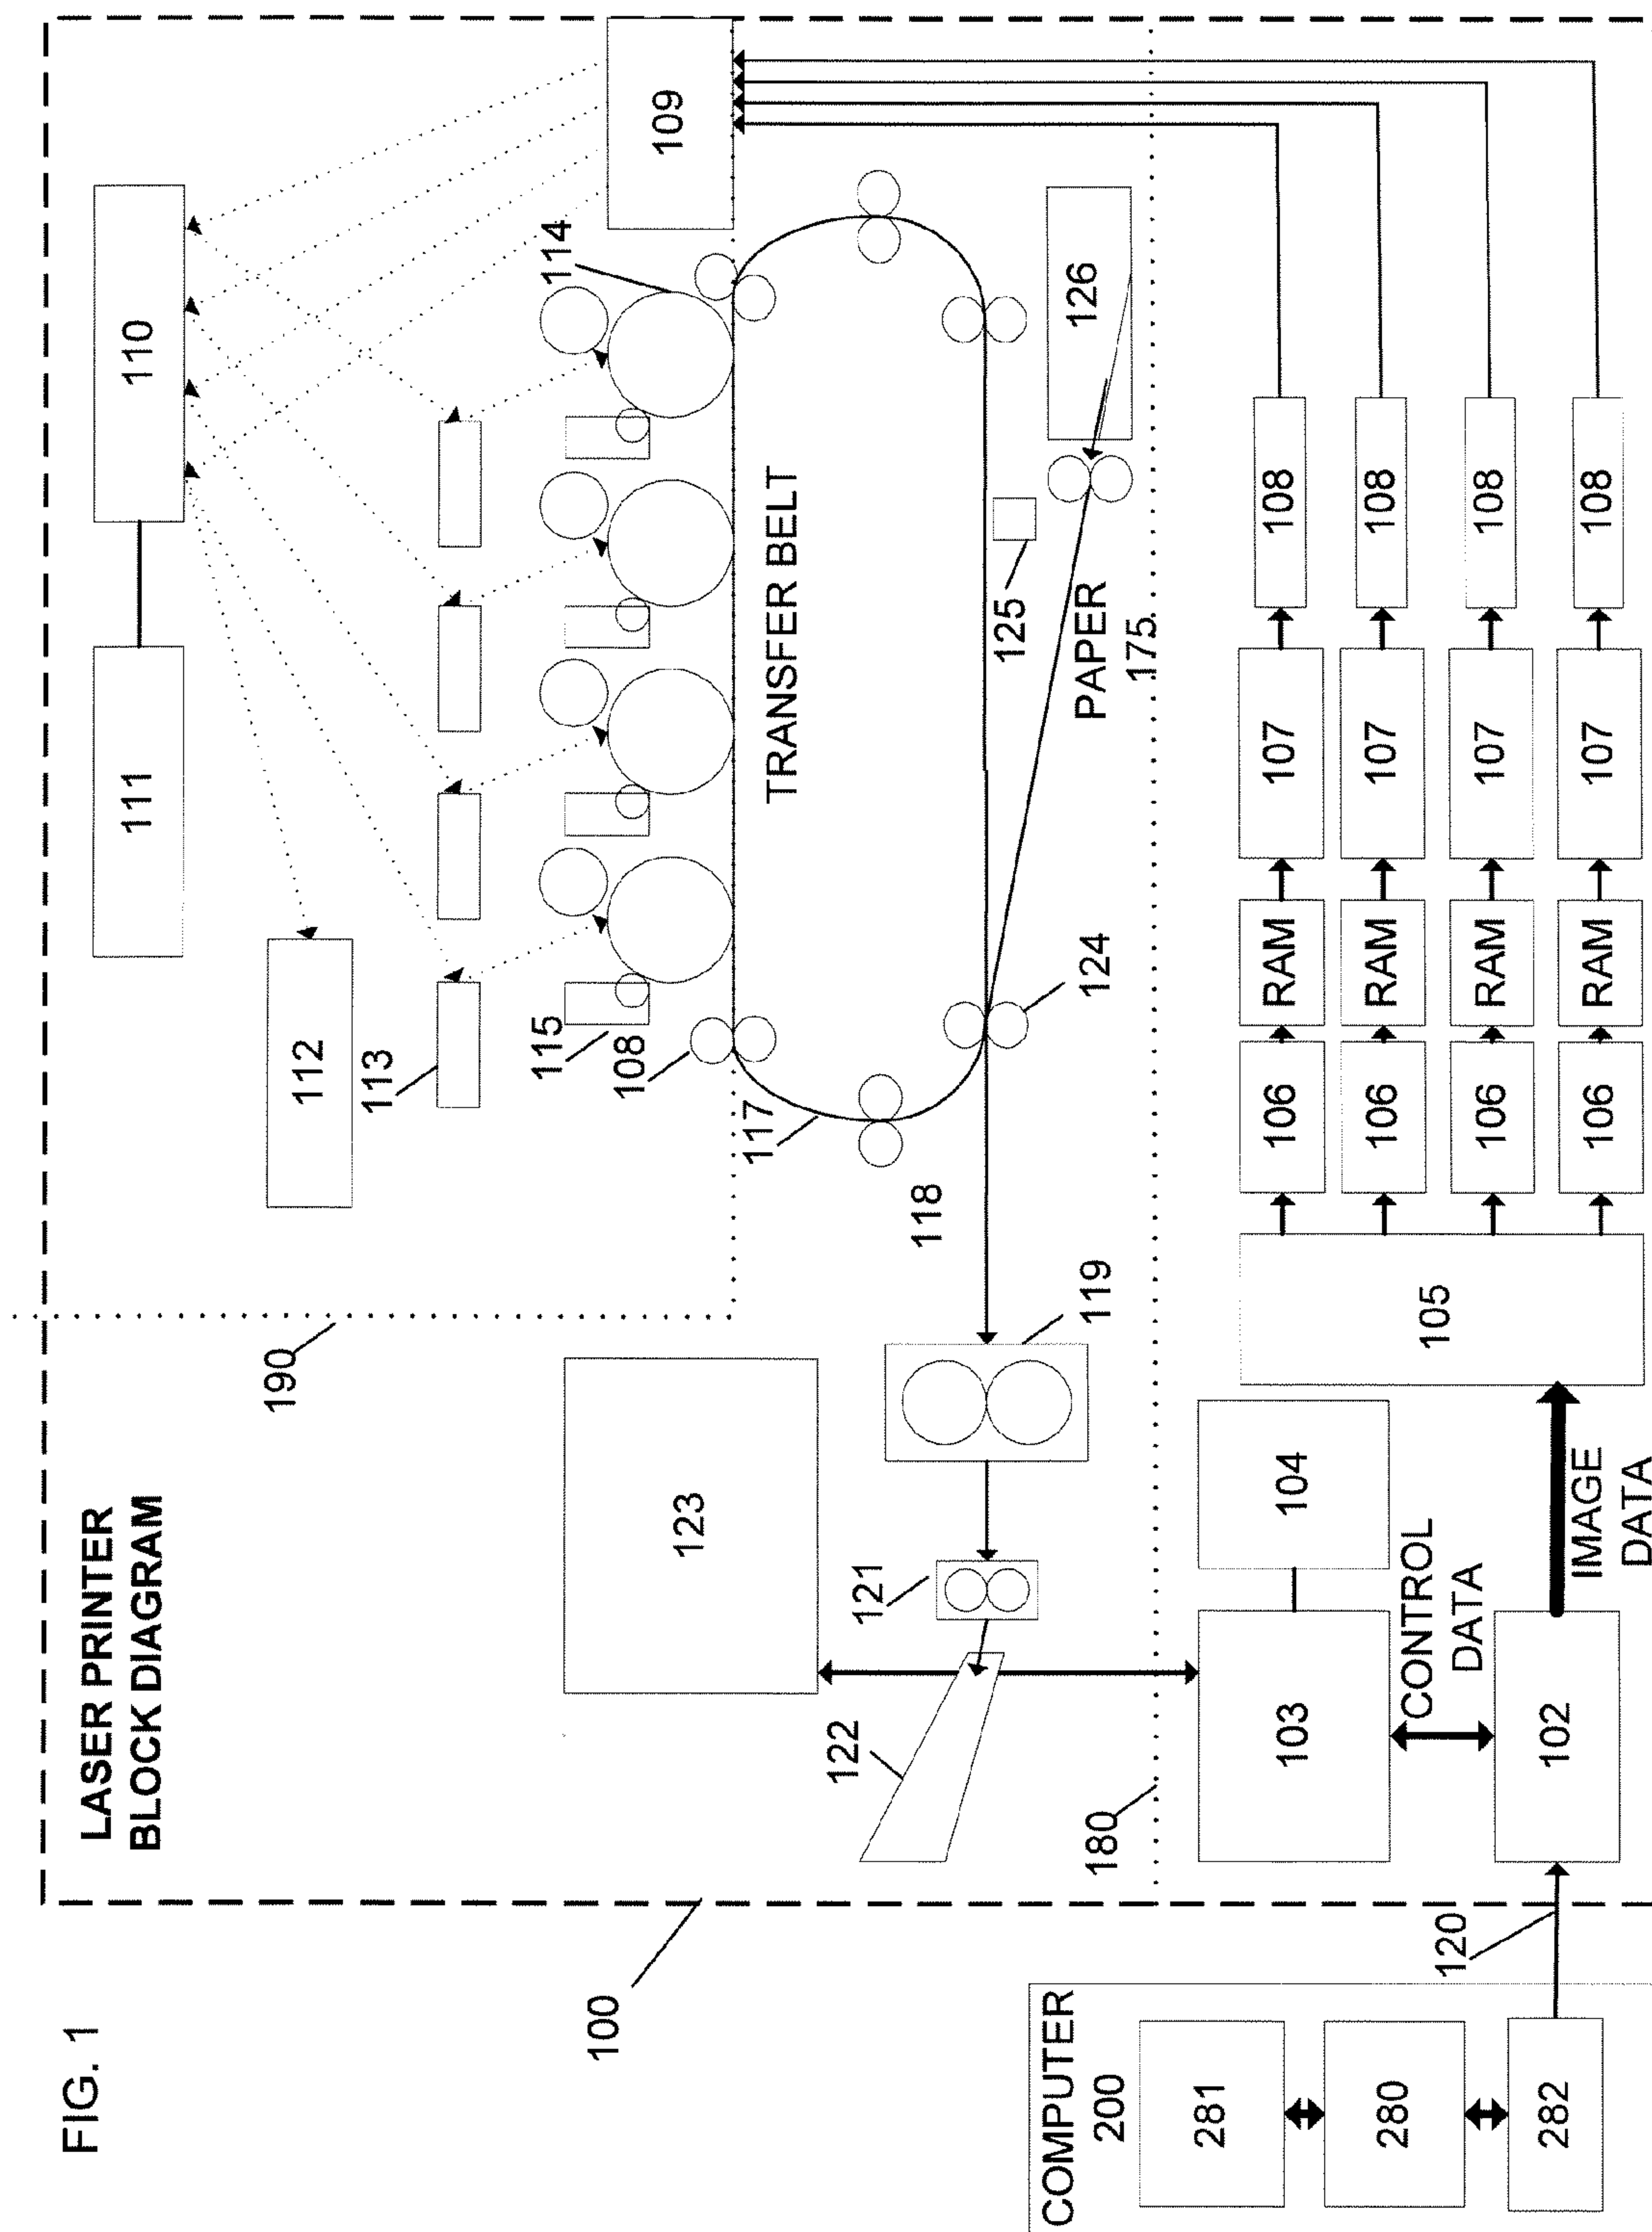 FIG. 1
LASER PRINTER
BLOCK DIAGRAM
100
190
111
110
112
113
109
114
115
108
117
TRANSFER BELT
123
118
125
126
PAPER
175
124
119
121
122
180
COMPUTER
200
281
280
282
120
103
104
CONTROL
DATA
102
IMAGE
DATA
105
106 RAM 107 108
106 RAM 107 108
106 RAM 107 108
106 RAM 107 108